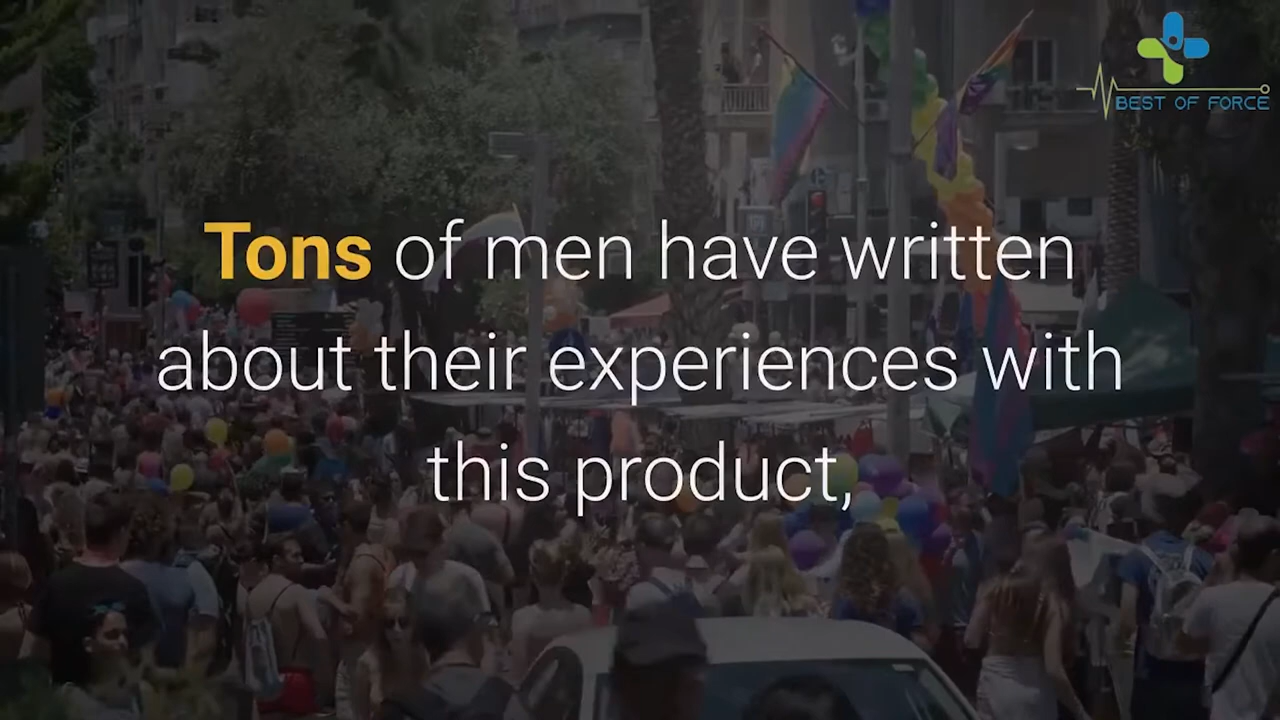 BEST OF FORCE
Tons of men have written
about their experiences with
this product,